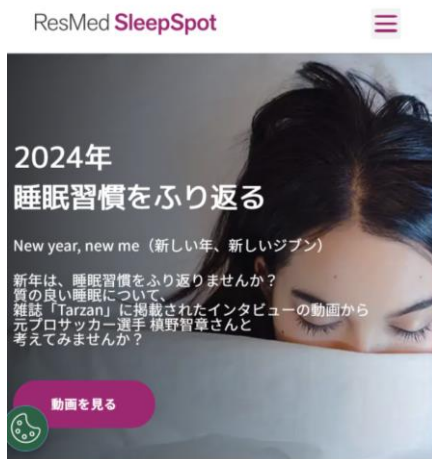 ResMed SleepSpot
2024年
睡眠習慣をふり返る
New year, new me（新しい年、新しいジブン）
新年は、睡眠習慣をふり返りませんか？
質の良い睡眠について、
雑誌「Tarzan」に掲載されたインタビューの動画から
元プロサッカー選手 槙野智章さんと
考えてみませんか？
動画を見る